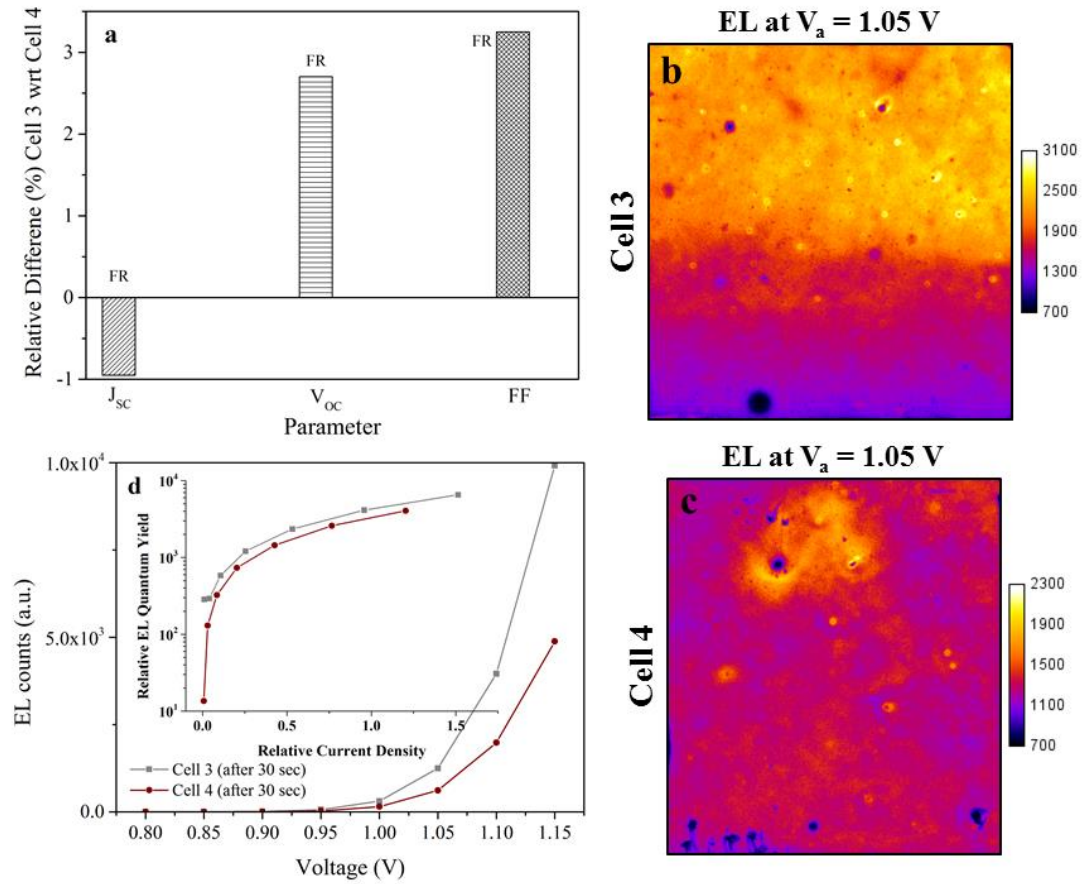 a
Relative Differene (%) Cell 3 wrt Cell 4
3
2
1
0
-1
FR
FR
FR
J_SC
V_OC
FF
Parameter
EL at V_a = 1.05 V
b
Cell 3
3100
2500
1900
1300
700
EL at V_a = 1.05 V
c
Cell 4
2300
1900
1500
1100
700
d
EL counts (a.u.)
1.0x10^4
5.0x10^3
0.0
0.80
0.85
0.90
0.95
1.00
1.05
1.10
1.15
Voltage (V)
Relative EL Quantum Yield
10^4
10^3
10^2
10^1
0.0
0.5
1.0
1.5
Relative Current Density
Cell 3 (after 30 sec)
Cell 4 (after 30 sec)